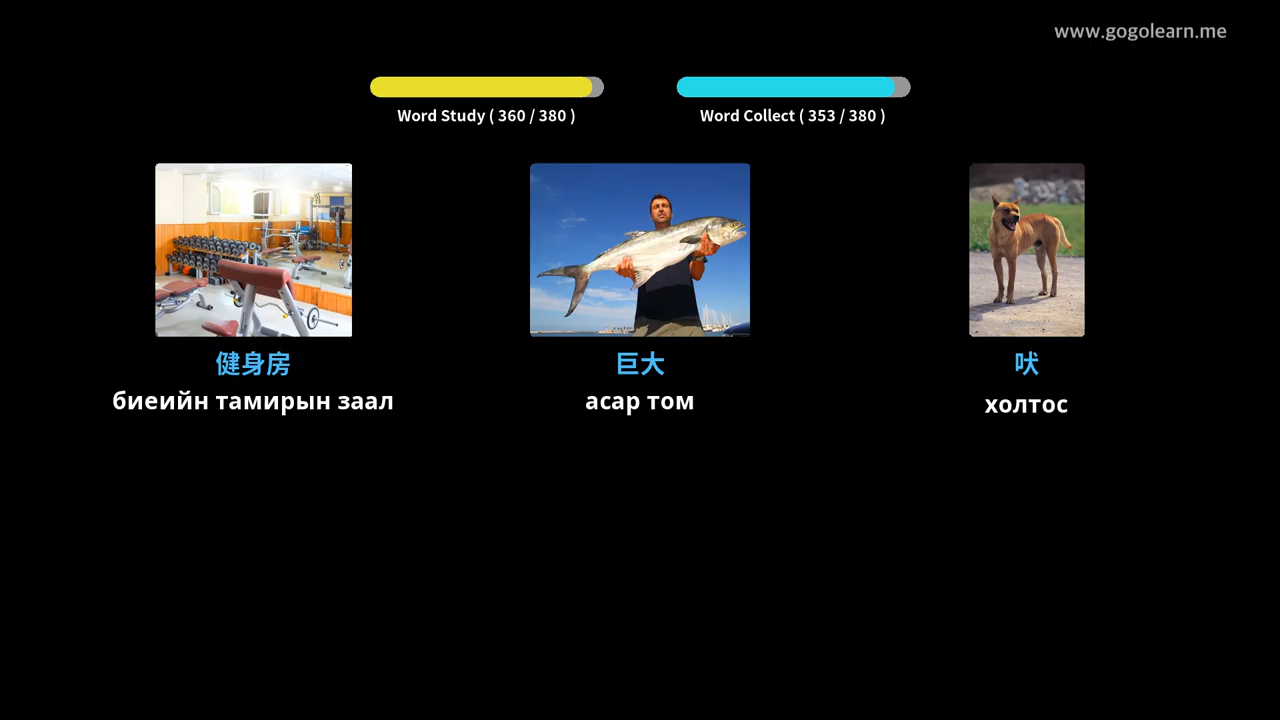 www.gogolearn.me
Word Study ( 360 / 380 )
Word Collect ( 353 / 380 )
健身房
巨大
吠
биеийн тамирын заал
асар том
холтос